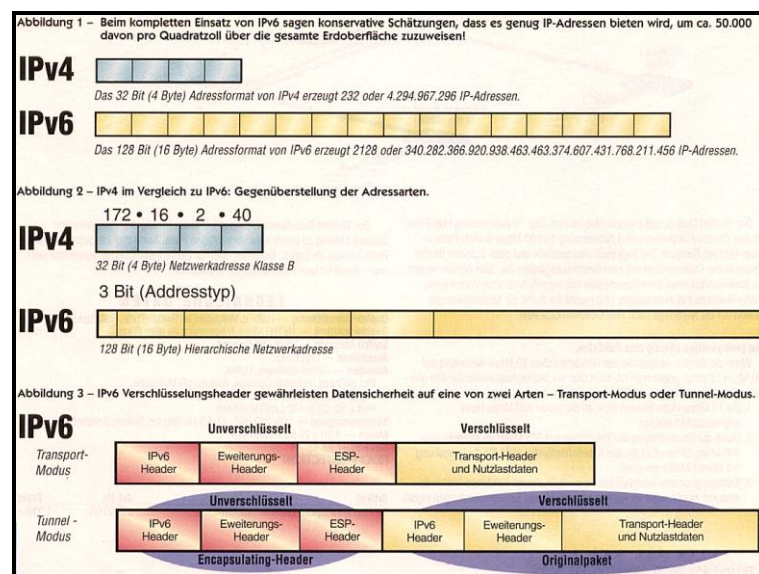 Abbildung 1 – Beim kompletten Einsatz von IPv6 sagen konservative Schätzungen, dass es genug IP-Adressen bieten wird, um ca. 50.000
davon pro Quadratzoll über die gesamte Erdoberfläche zuzuweisen!
IPv4
Das 32 Bit (4 Byte) Adressformat von IPv4 erzeugt 232 oder 4.294.967.296 IP-Adressen.
IPv6
Das 128 Bit (16 Byte) Adressformat von IPv6 erzeugt 2128 oder 340.282.366.920.938.463.463.374.607.431.768.211.456 IP-Adressen.
Abbildung 2 – IPv4 im Vergleich zu IPv6: Gegenüberstellung der Adressarten.
172 • 16 • 2 • 40
IPv4
32 Bit (4 Byte) Netzwerkadresse Klasse B
3 Bit (Addresstyp)
IPv6
128 Bit (16 Byte) Hierarchische Netzwerkadresse
Abbildung 3 – IPv6 Verschlüsselungsheader gewährleisten Datensicherheit auf eine von zwei Arten – Transport-Modus oder Tunnel-Modus.
IPv6
Unverschlüsselt Verschlüsselt
Transport-
Modus
IPv6
Header
Eweiterungs-
Header
ESP-
Header
Transport-Header
und Nutzlastdaten
Unverschlüsselt Verschlüsselt
Tunnel -
Modus
IPv6
Header
Eweiterungs-
Header
ESP-
Header
IPv6
Header
Eweiterungs-
Header
Transport-Header
und Nutzlastdaten
Encapsulating-Header Originalpaket